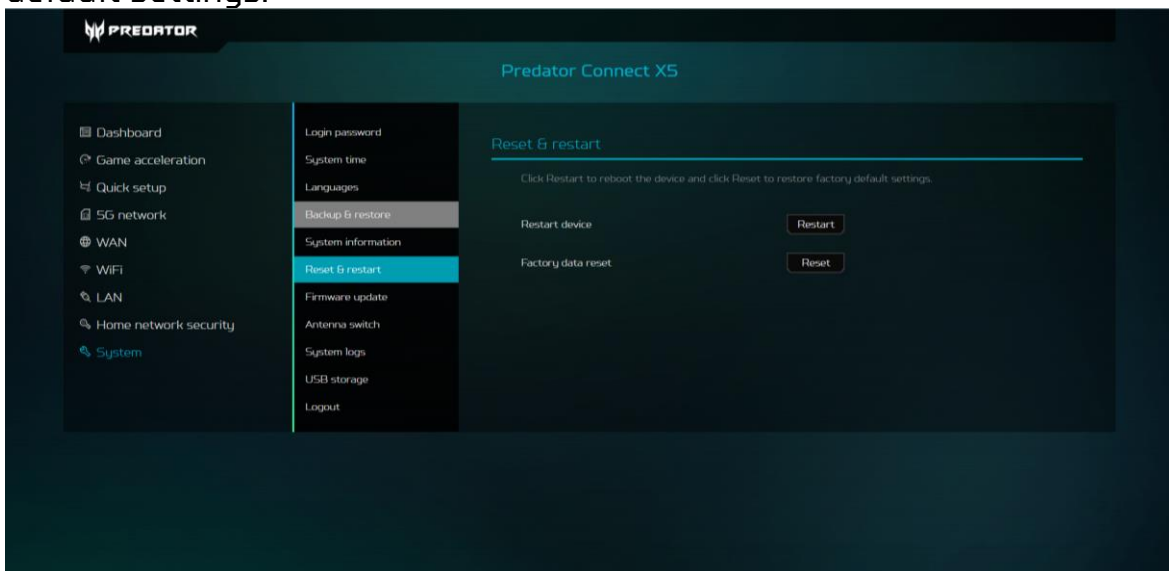 default settings.
PREDATOR
Predator Connect X5
Dashboard
Game acceleration
Quick setup
5G network
WAN
WiFi
LAN
Home network security
System
Login password
System time
Languages
Backup & restore
System information
Reset & restart
Firmware update
Antenna switch
System logs
USB storage
Logout
Reset & restart
Click Restart to reboot the device and click Reset to restore factory default settings.
Restart device
Restart
Factory data reset
Reset